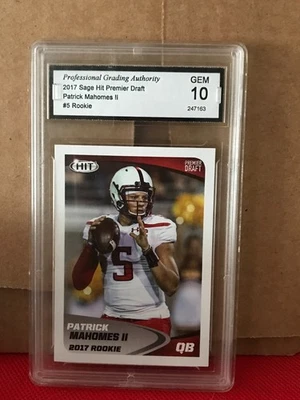 Professional Grading Authority
2017 Sage Hit Premier Draft
Patrick Mahomes Ii
#5 Rookie
GEM
10
247163
HIT
PREMIER
DRAFT
5
PATRICK
MAHOMES II
2017 ROOKIE
QB